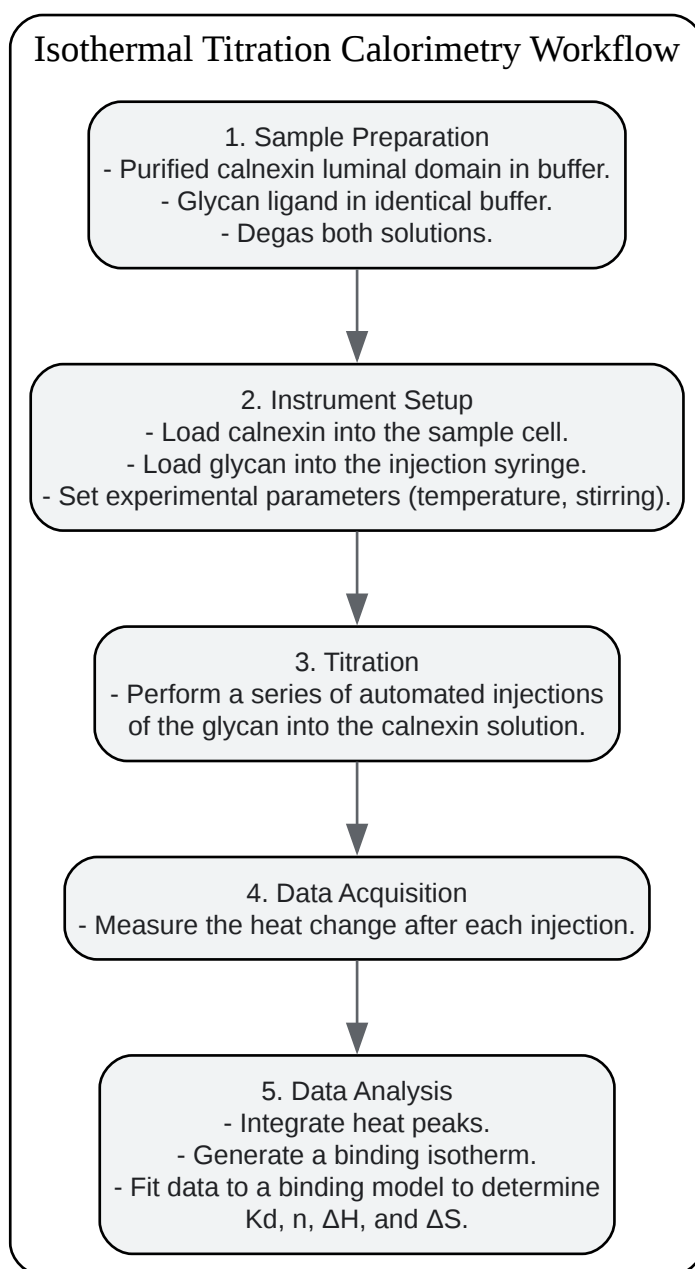 Isothermal Titration Calorimetry Workflow
1. Sample Preparation
- Purified calnexin luminal domain in buffer.
- Glycan ligand in identical buffer.
- Degas both solutions.
2. Instrument Setup
- Load calnexin into the sample cell.
- Load glycan into the injection syringe.
- Set experimental parameters (temperature, stirring).
3. Titration
- Perform a series of automated injections
of the glycan into the calnexin solution.
4. Data Acquisition
- Measure the heat change after each injection.
5. Data Analysis
- Integrate heat peaks.
- Generate a binding isotherm.
- Fit data to a binding model to determine
Kd, n, ΔH, and ΔS.